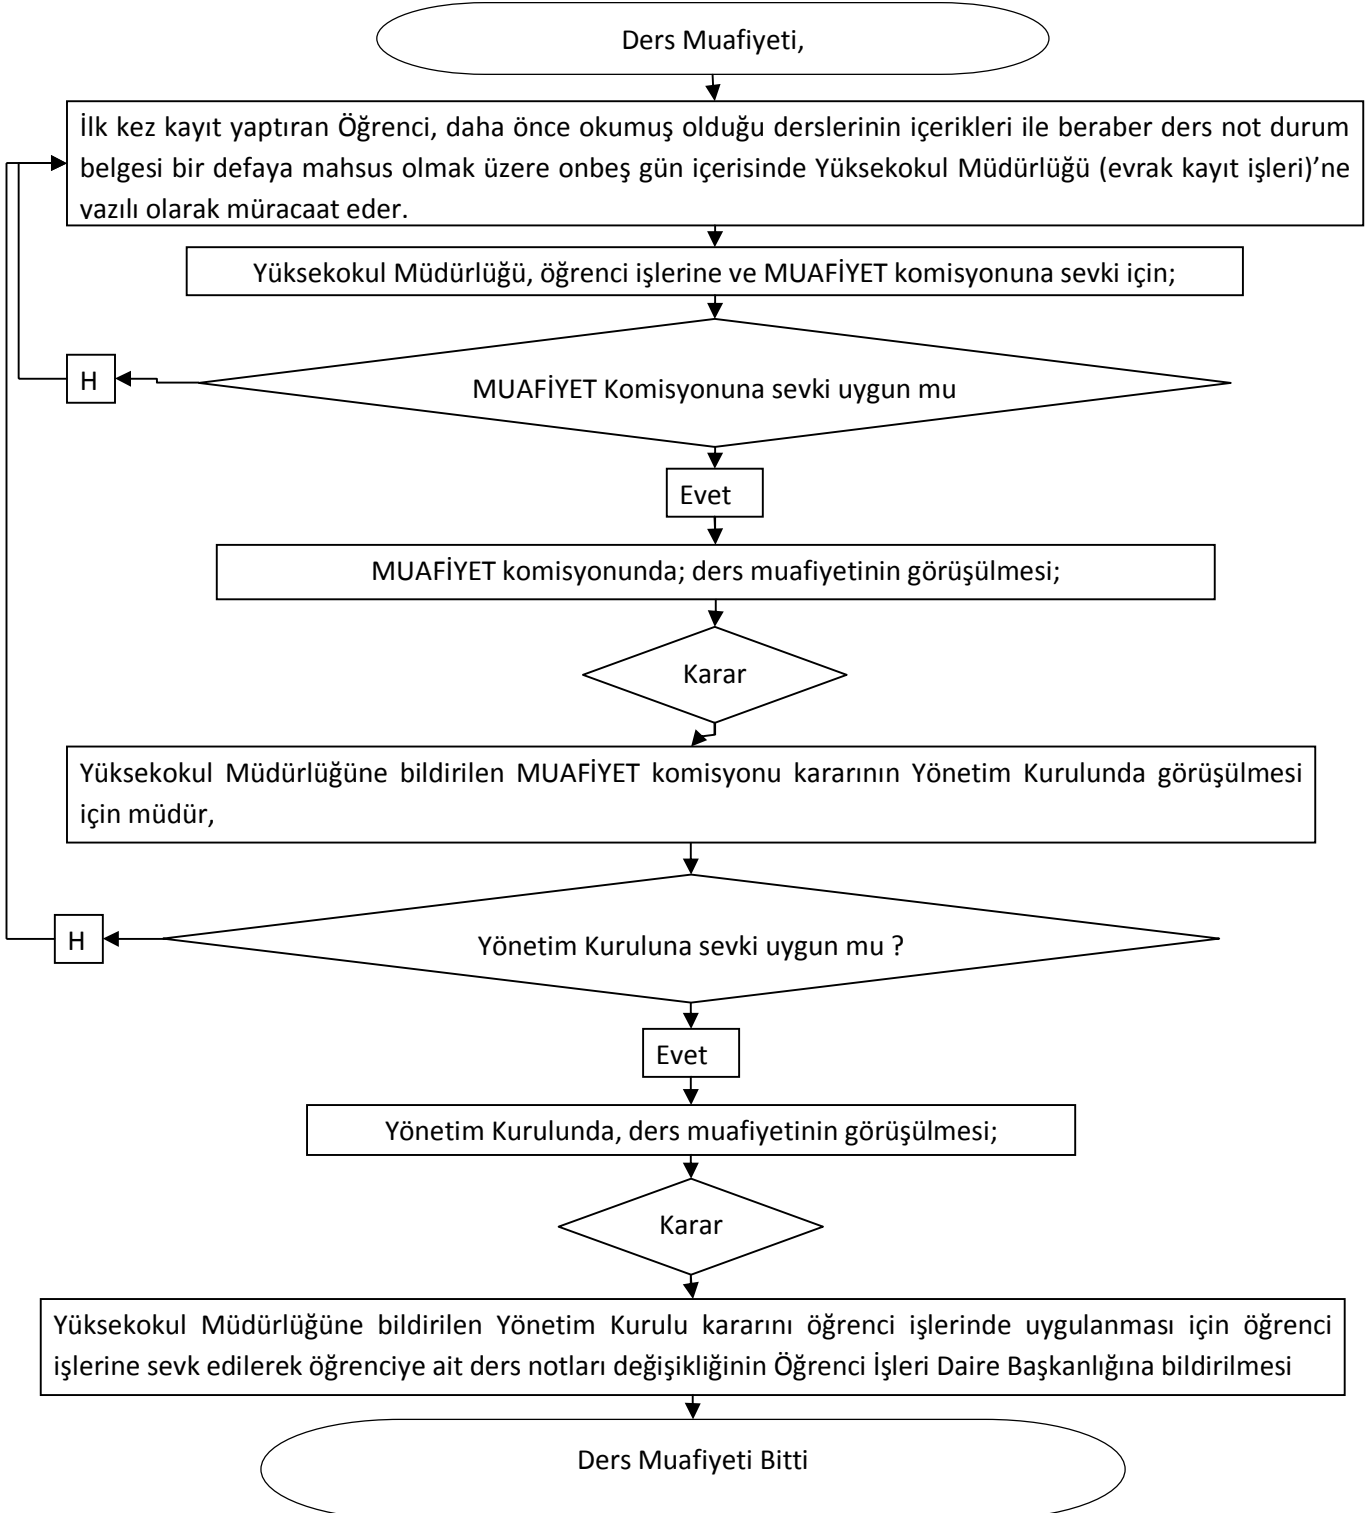 Ders Muafiyeti,
İlk kez kayıt yaptıran Öğrenci, daha önce okumuş olduğu derslerinin içerikleri ile beraber ders not durum
belgesi bir defaya mahsus olmak üzere onbeş gün içerisinde Yüksekokul Müdürlüğü (evrak kayıt işleri)'ne
yazılı olarak müracaat eder.
Yüksekokul Müdürlüğü, öğrenci işlerine ve MUAFİYET komisyonuna sevki için;
H
MUAFİYET Komisyonuna sevki uygun mu
Evet
MUAFİYET komisyonunda; ders muafiyetinin görüşülmesi;
Karar
Yüksekokul Müdürlüğüne bildirilen MUAFİYET komisyonu kararının Yönetim Kurulunda görüşülmesi
için müdür,
H
Yönetim Kuruluna sevki uygun mu ?
Evet
Yönetim Kurulunda, ders muafiyetinin görüşülmesi;
Karar
Yüksekokul Müdürlüğüne bildirilen Yönetim Kurulu kararını öğrenci işlerinde uygulanması için öğrenci
işlerine sevk edilerek öğrenciye ait ders notları değişikliğinin Öğrenci İşleri Daire Başkanlığına bildirilmesi
Ders Muafiyeti Bitti